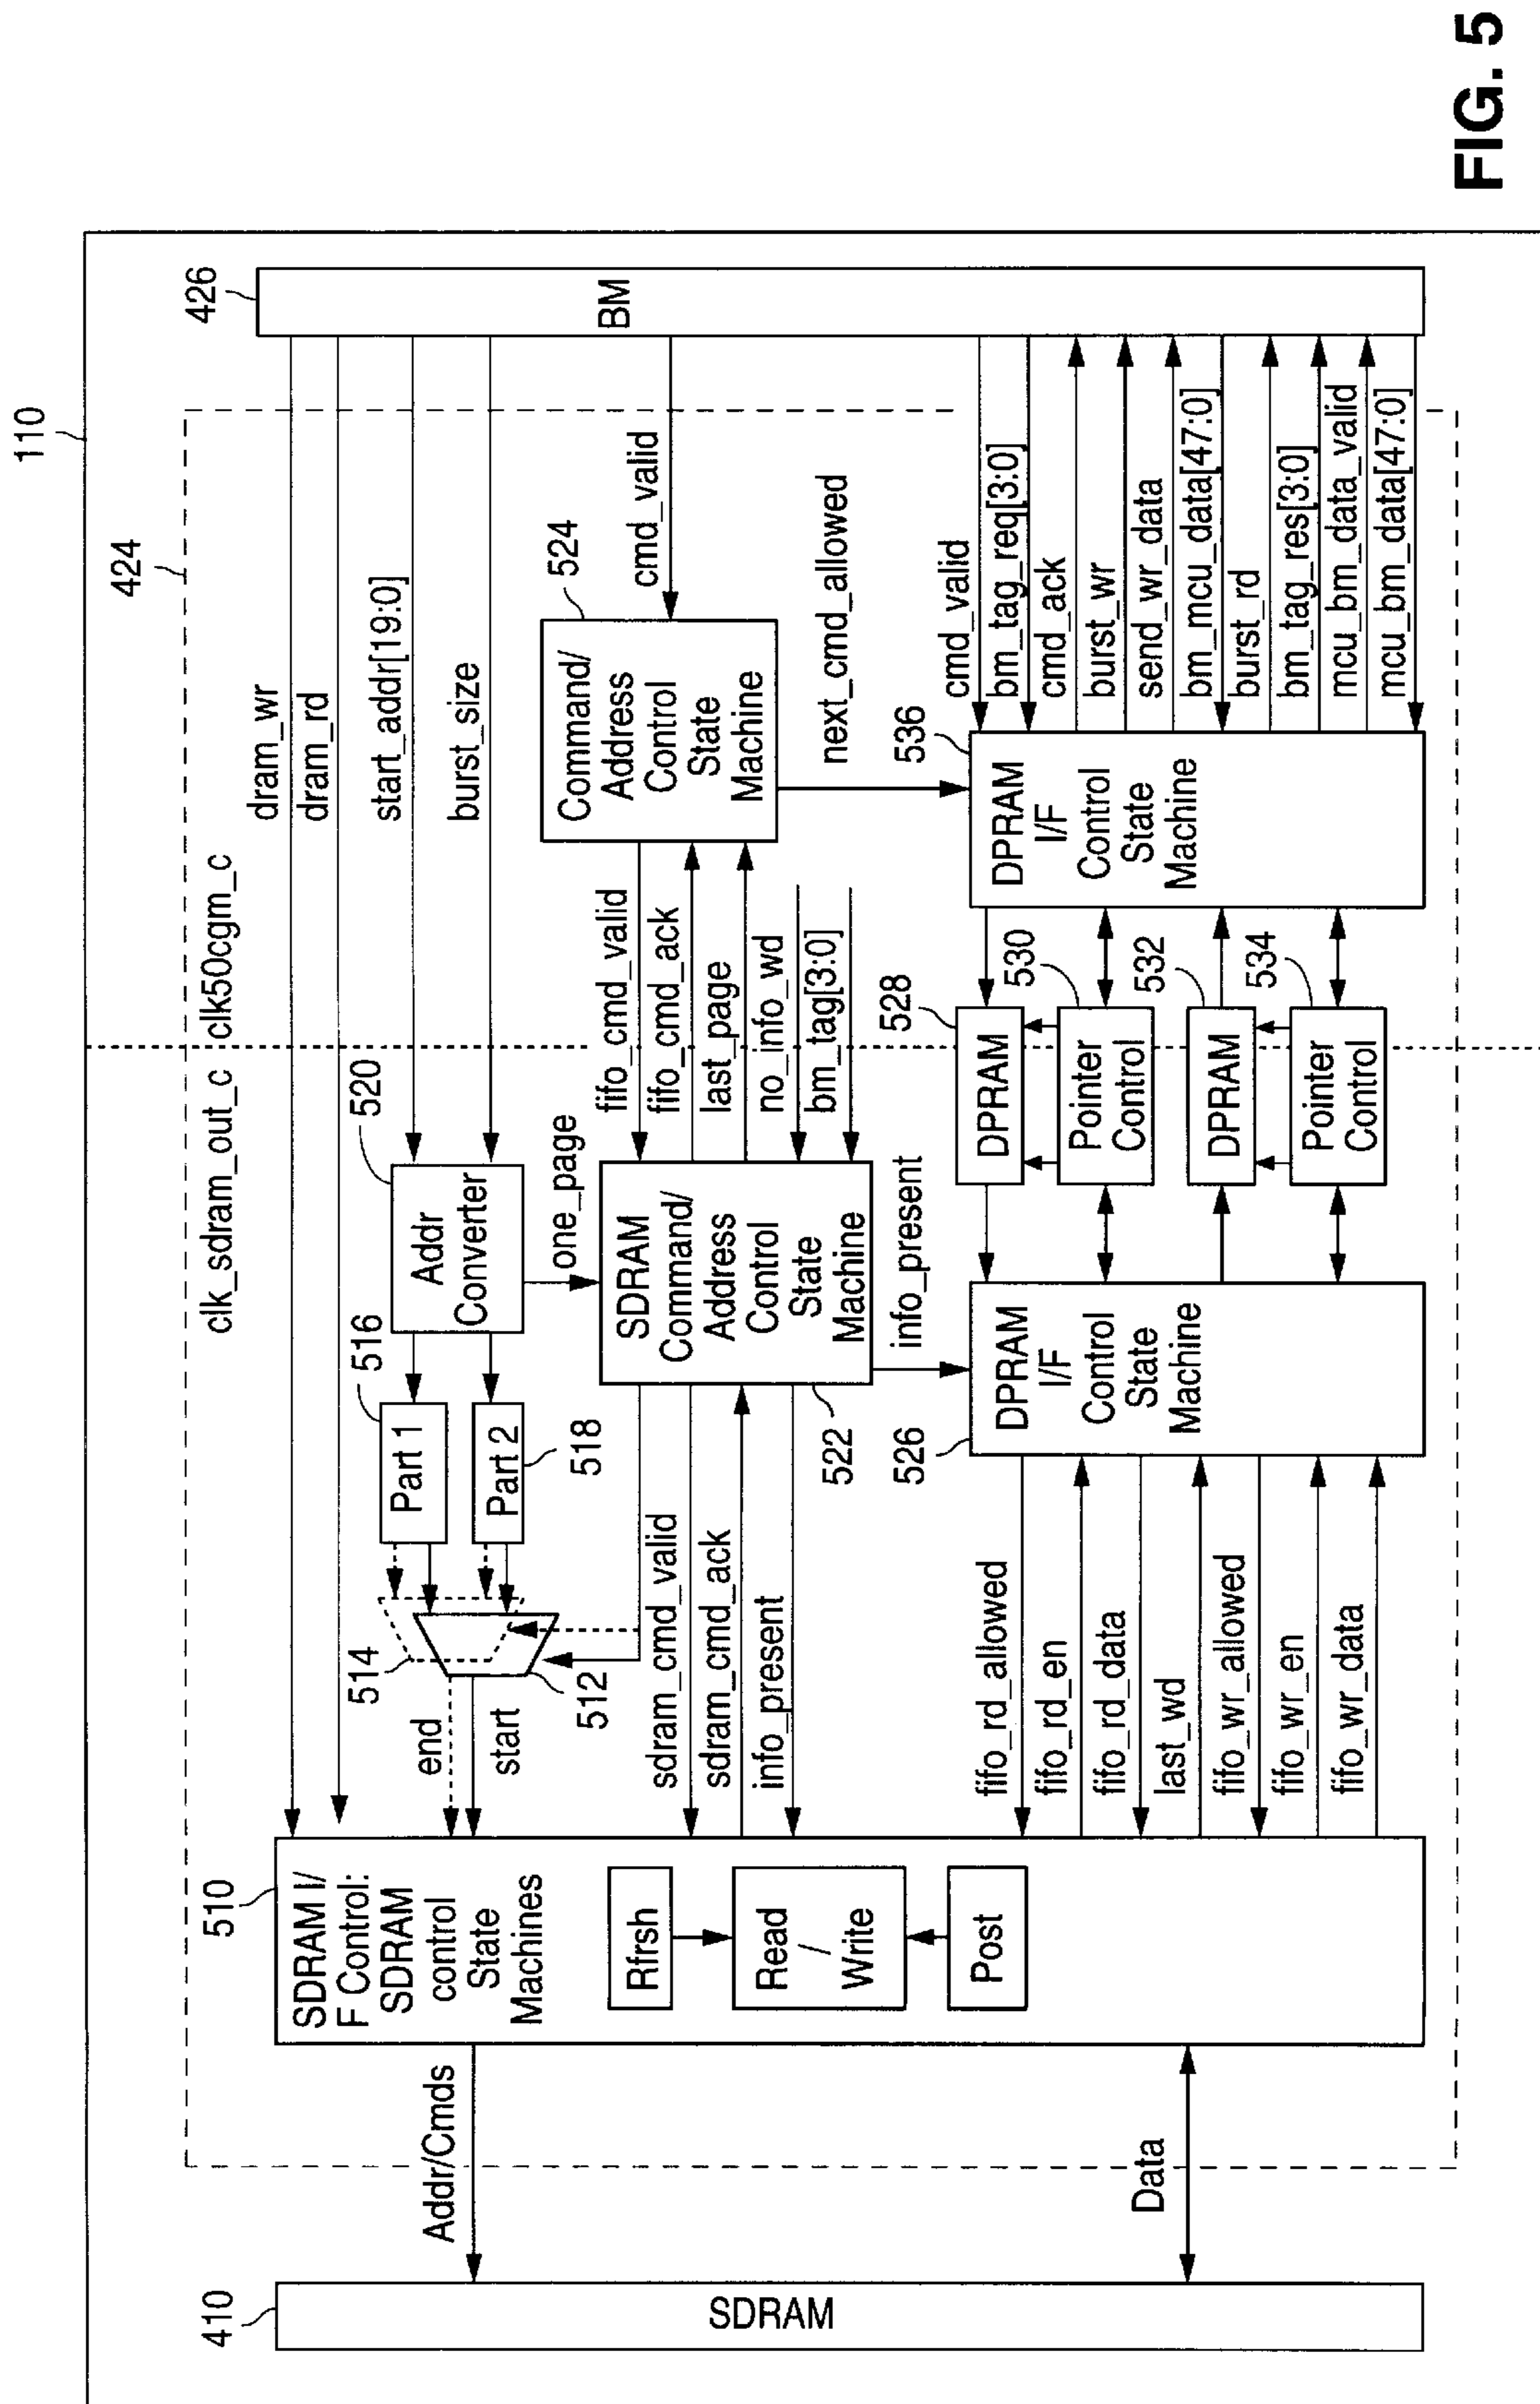 110
424
426
clk_sdram_out_c
clk50cgm_c
dram_wr
dram_rd
start_addr[19:0]
burst_size
BM
410
SDRAM
Addr/Cmds
Data
510
SDRAM I/
F Control:
SDRAM
control
State
Machines
Rfrsh
Read
/
Write
Post
end
start
514
512
516
Part 1
Part 2
518
520
Addr
Converter
one_page
sdram_cmd_valid
sdram_cmd_ack
info_present
SDRAM
Command/
Address
Control
State
Machine
522
info_present
fifo_cmd_valid
fifo_cmd_ack
last_page
no_info_wd
bm_tag[3:0]
524
Command/
Address
Control
State
Machine
cmd_valid
next_cmd_allowed
fifo_rd_allowed
fifo_rd_en
fifo_rd_data
last_wd
fifo_wr_allowed
fifo_wr_en
fifo_wr_data
526
DPRAM
I/F
Control
State
Machine
528
DPRAM
530
Pointer
Control
532
DPRAM
534
Pointer
Control
536
DPRAM
I/F
Control
State
Machine
cmd_valid
bm_tag_req[3:0]
cmd_ack
burst_wr
send_wr_data
bm_mcu_data[47:0]
burst_rd
bm_tag_res[3:0]
mcu_bm_data_valid
mcu_bm_data[47:0]
FIG. 5